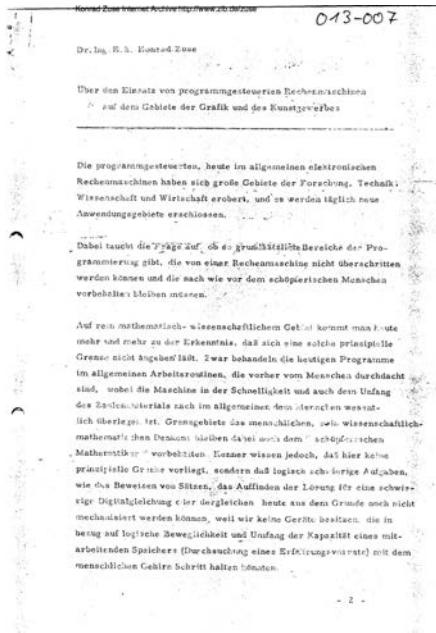 Konrad Zuse Internet Archive http://www.zib.de/zuse
013-007
Dr. Ing. E. h. Konrad Zuse
Über den Einsatz von programmgesteuerten Rechenmaschinen
auf dem Gebiete der Grafik und des Kunstgewerbes
Die programmgesteuerten, heute im allgemeinen elektronischen
Rechenmaschinen haben sich große Gebiete der Forschung, Technik,
Wissenschaft und Wirtschaft erobert, und es werden täglich neue
Anwendungsgebiete erschlossen.
Dabei taucht die Frage auf, ob es grundsätzliche Bereiche der Pro-
grammierung gibt, die von einer Rechenmaschine nicht überschritten
werden können und die nach wie vor dem schöpferischen Menschen
vorbehalten bleiben müssen.
Auf rein mathematisch- wissenschaftlichem Gebiet kommt man heute
mehr und mehr zu der Erkenntnis, daß sich eine solche prinzipielle
Grenze nicht angeben läßt. Zwar behandeln die heutigen Programme
im allgemeinen Arbeitsroutinen, die vorher vom Menschen durchdacht
sind, wobei die Maschine in der Schnelligkeit und auch dem Umfang
des Zahlenmaterials nach im allgemeinen dem Menschen wesent-
lich überlegen ist. Grenzgebiete des menschlichen, rein wissenschaftlich-
mathematischen Denkens bleiben dabei noch dem " schöpferischen
Mathematiker " vorbehalten. Kenner wissen jedoch, daß hier keine
prinzipielle Grenze vorliegt, sondern daß logisch schwierige Aufgaben,
wie das Beweisen von Sätzen, das Auffinden der Lösung für eine schwie-
rige Digitalgleichung oder dergleichen heute aus dem Grunde noch nicht
mechanisiert werden können, weil wir keine Geräte besitzen, die in
bezug auf logische Beweglichkeit und Umfang der Kapazität eines mit-
arbeitenden Speichers (Durchsuchung eines Erfahrungsvorrats) mit dem
menschlichen Gehirn Schritt halten könnten.
- 2 -